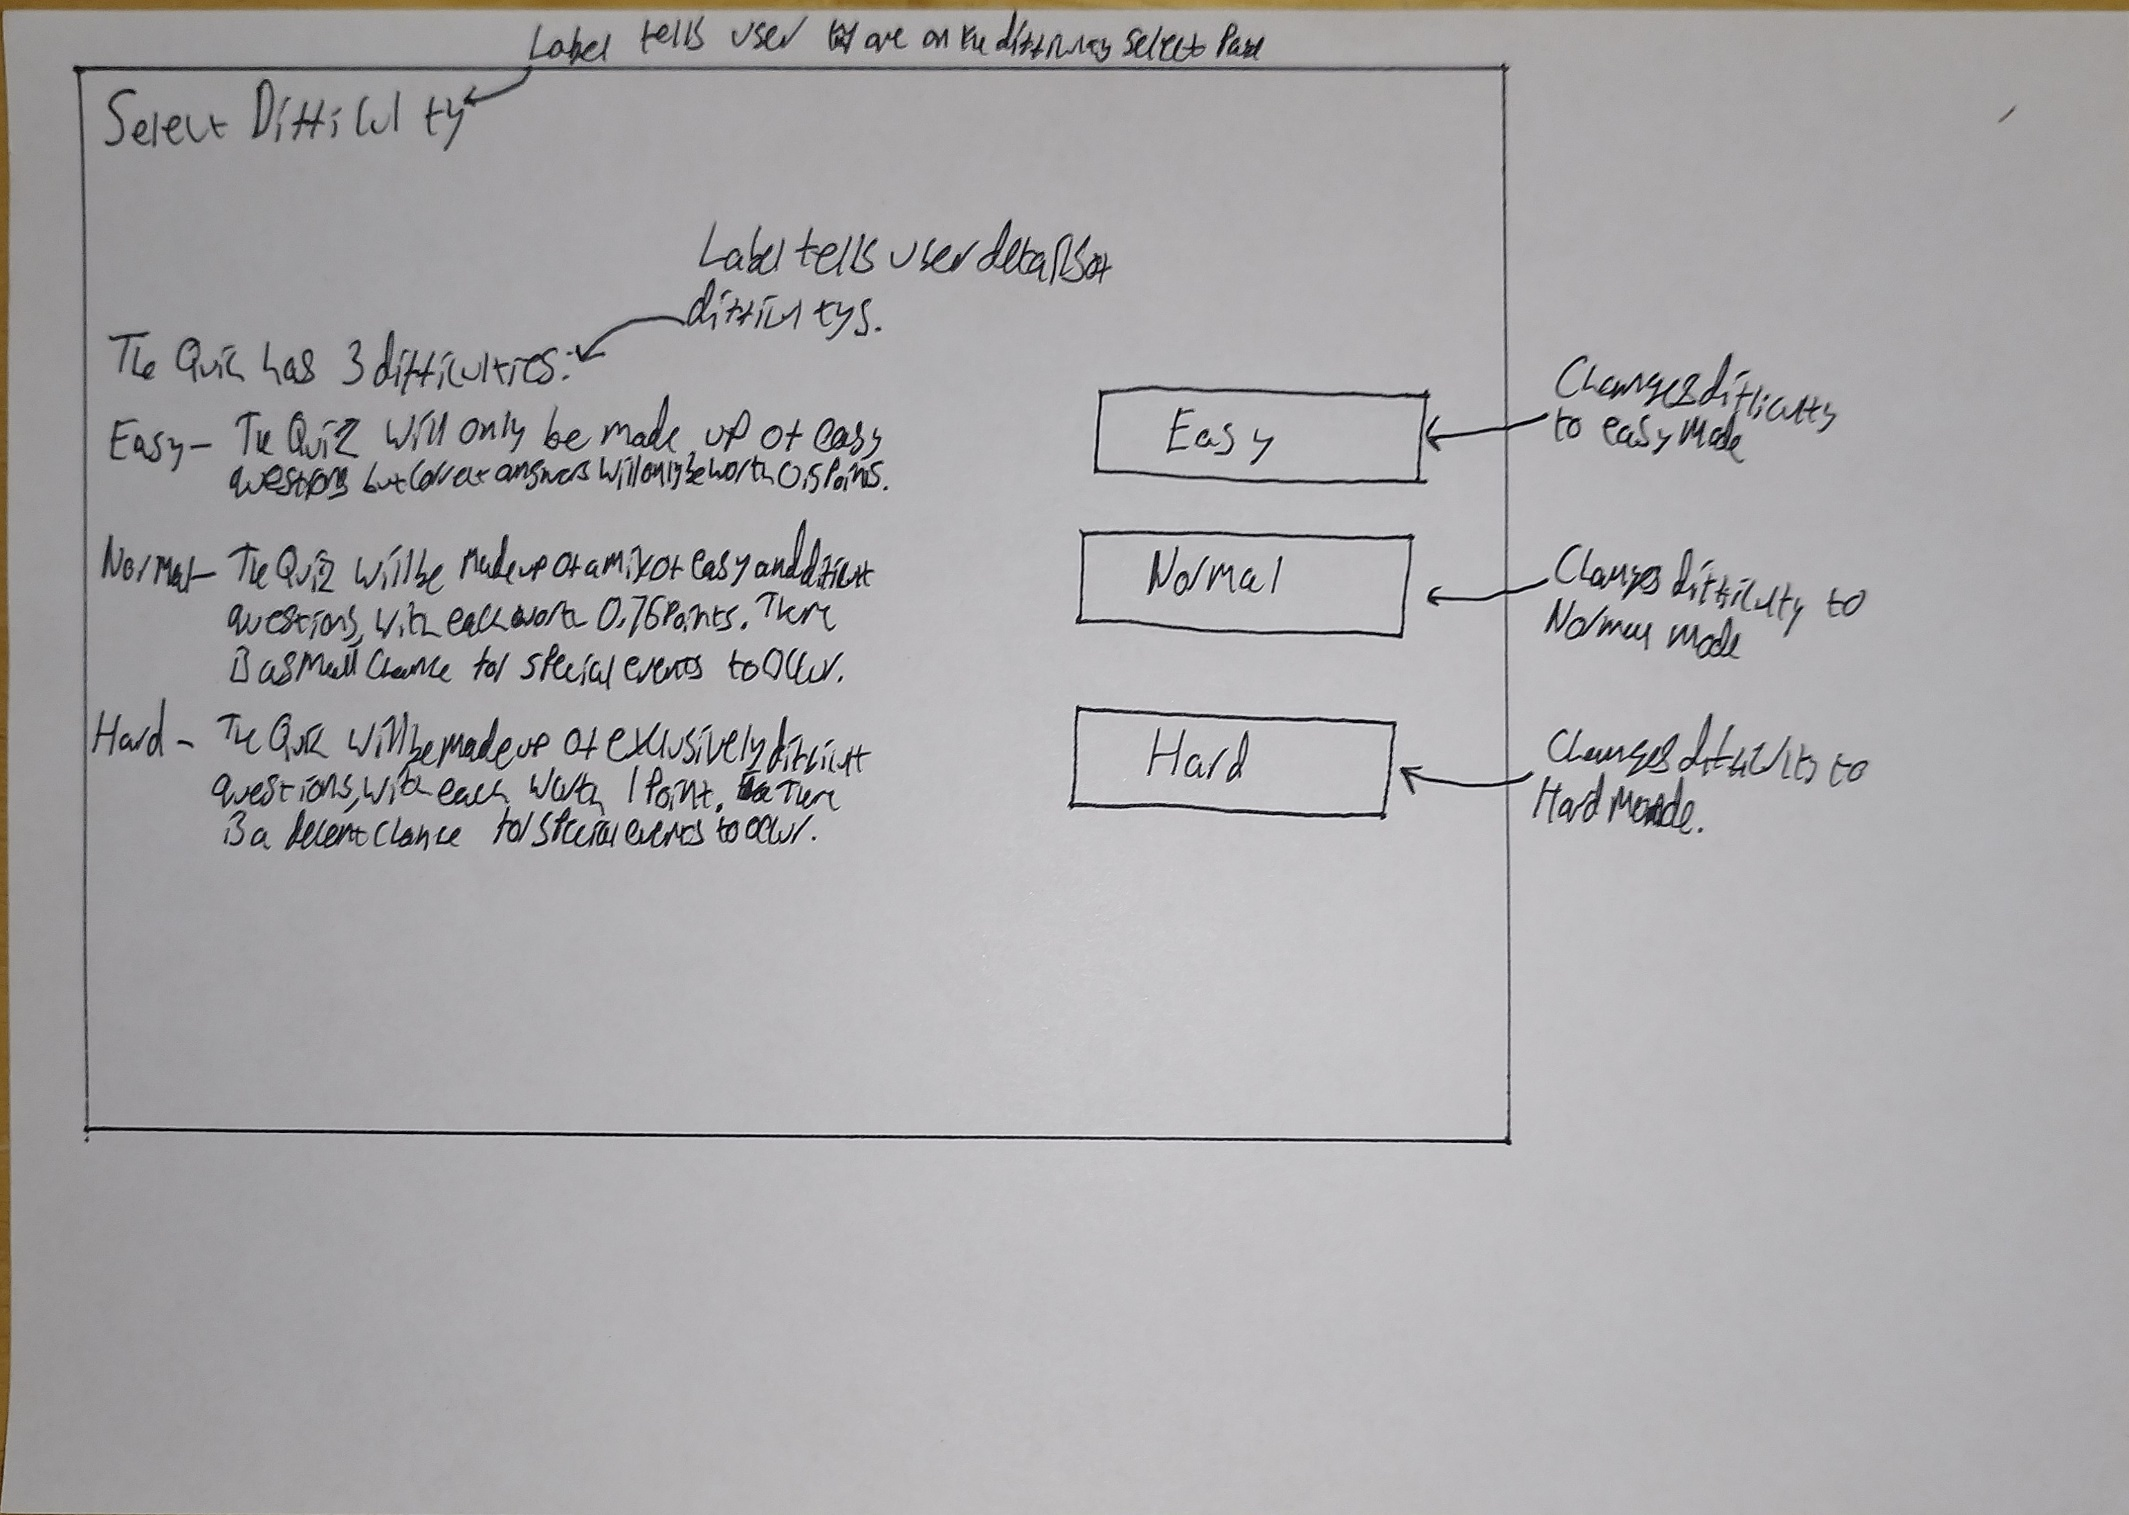 Label tells user are on the difficulty Select Page
Select Difficulty
Label tells user details of
difficultys.
The Quiz has 3 difficulties:
Easy - The Quiz will only be made up of easy
questions but correct answers will only be worth 0.5 Points.
Normal - The Quiz will be made up of a mix of easy and difficult
questions, with each worth 0.76 Points. There
is a small chance for special events to occur.
Hard - The Quiz will be made up of exclusively difficult
questions, with each worth 1 Point. There
is a decent chance for special events to occur.
Easy
Changes difficulty
to easy Mode
Normal
Changes difficulty to
Normal mode
Hard
Changes difficulty to
Hard Mode.